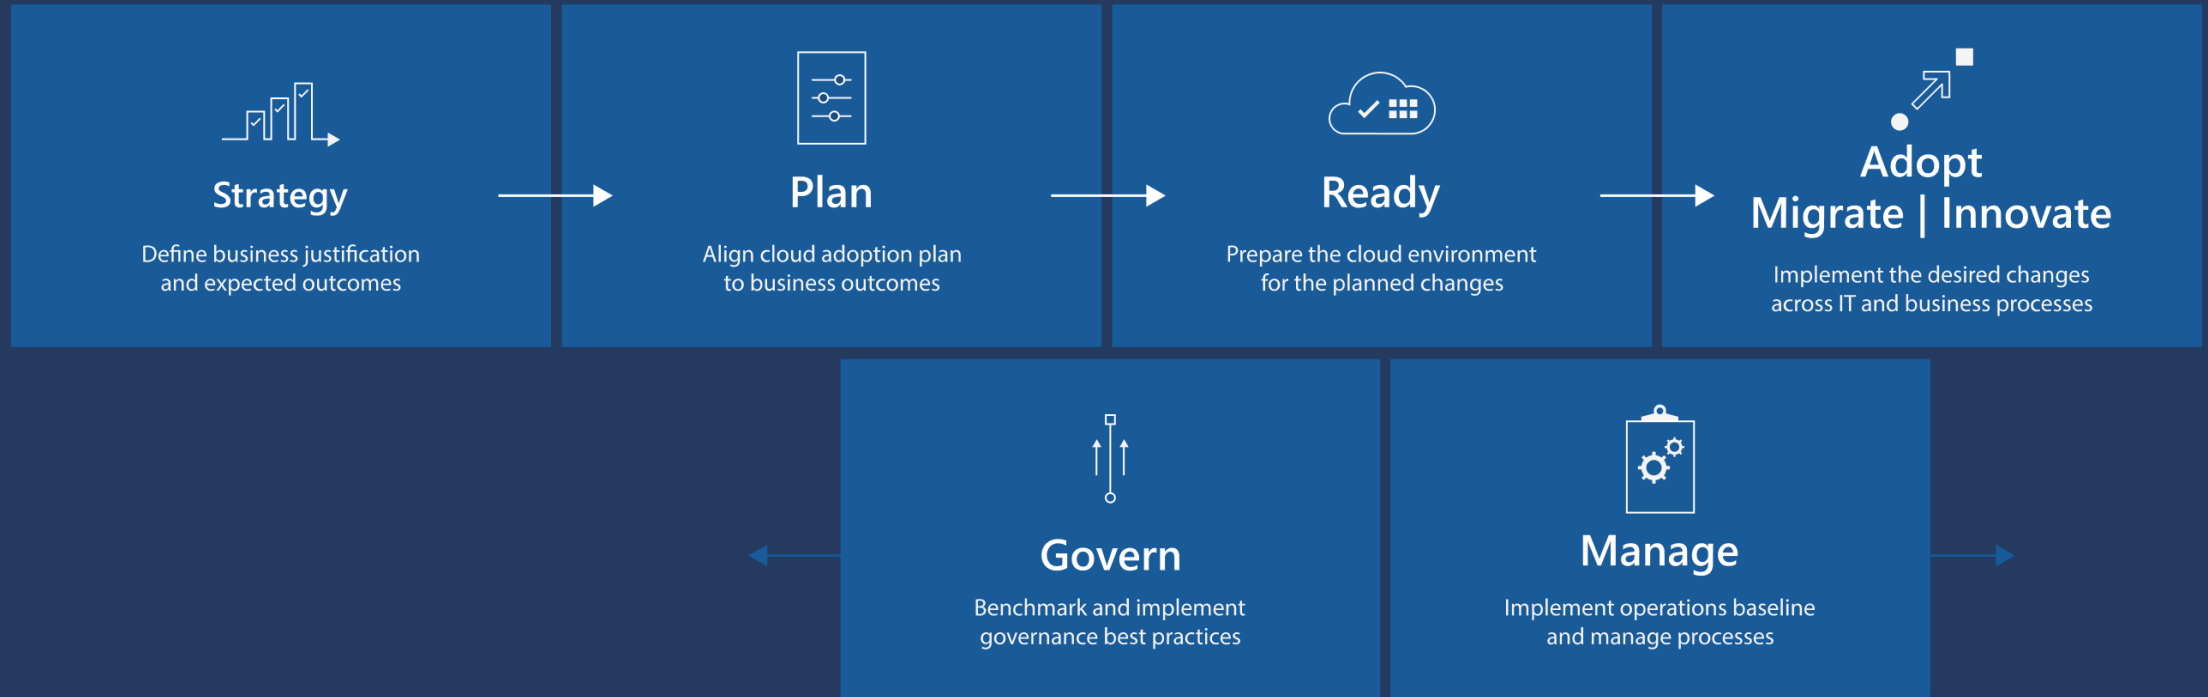 Strategy
Define business justification
and expected outcomes
Plan
Align cloud adoption plan
to business outcomes
Ready
Prepare the cloud environment
for the planned changes
Adopt
Migrate | Innovate
Implement the desired changes
across IT and business processes
Govern
Benchmark and implement
governance best practices
Manage
Implement operations baseline
and manage processes